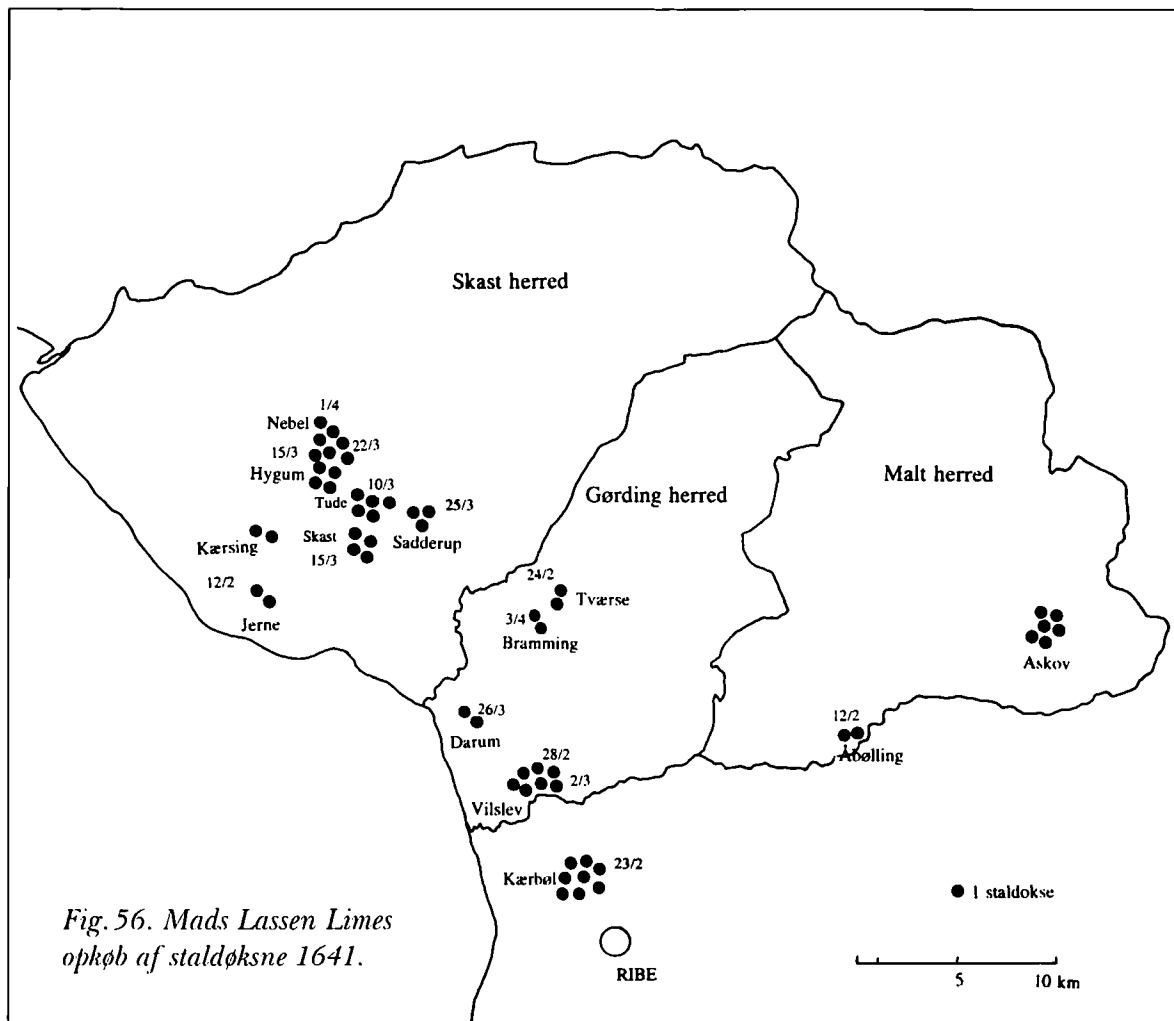 Skast herred
1/4
Nebel
15/3
22/3
Hygum
10/3
Tude
25/3
Skast
Sadderup
Kærsing
15/3
12/2
Jerne
Gørding herred
Malt herred
24/2
Tværse
3/4
Bramming
Askov
26/3
Darum
12/2
Åbølling
28/2
2/3
Vilslev
23/2
Kærbøl
1 staldokse
RIBE
5 10 km
Fig. 56. Mads Lassen Limes
opkøb af staldøksne 1641.